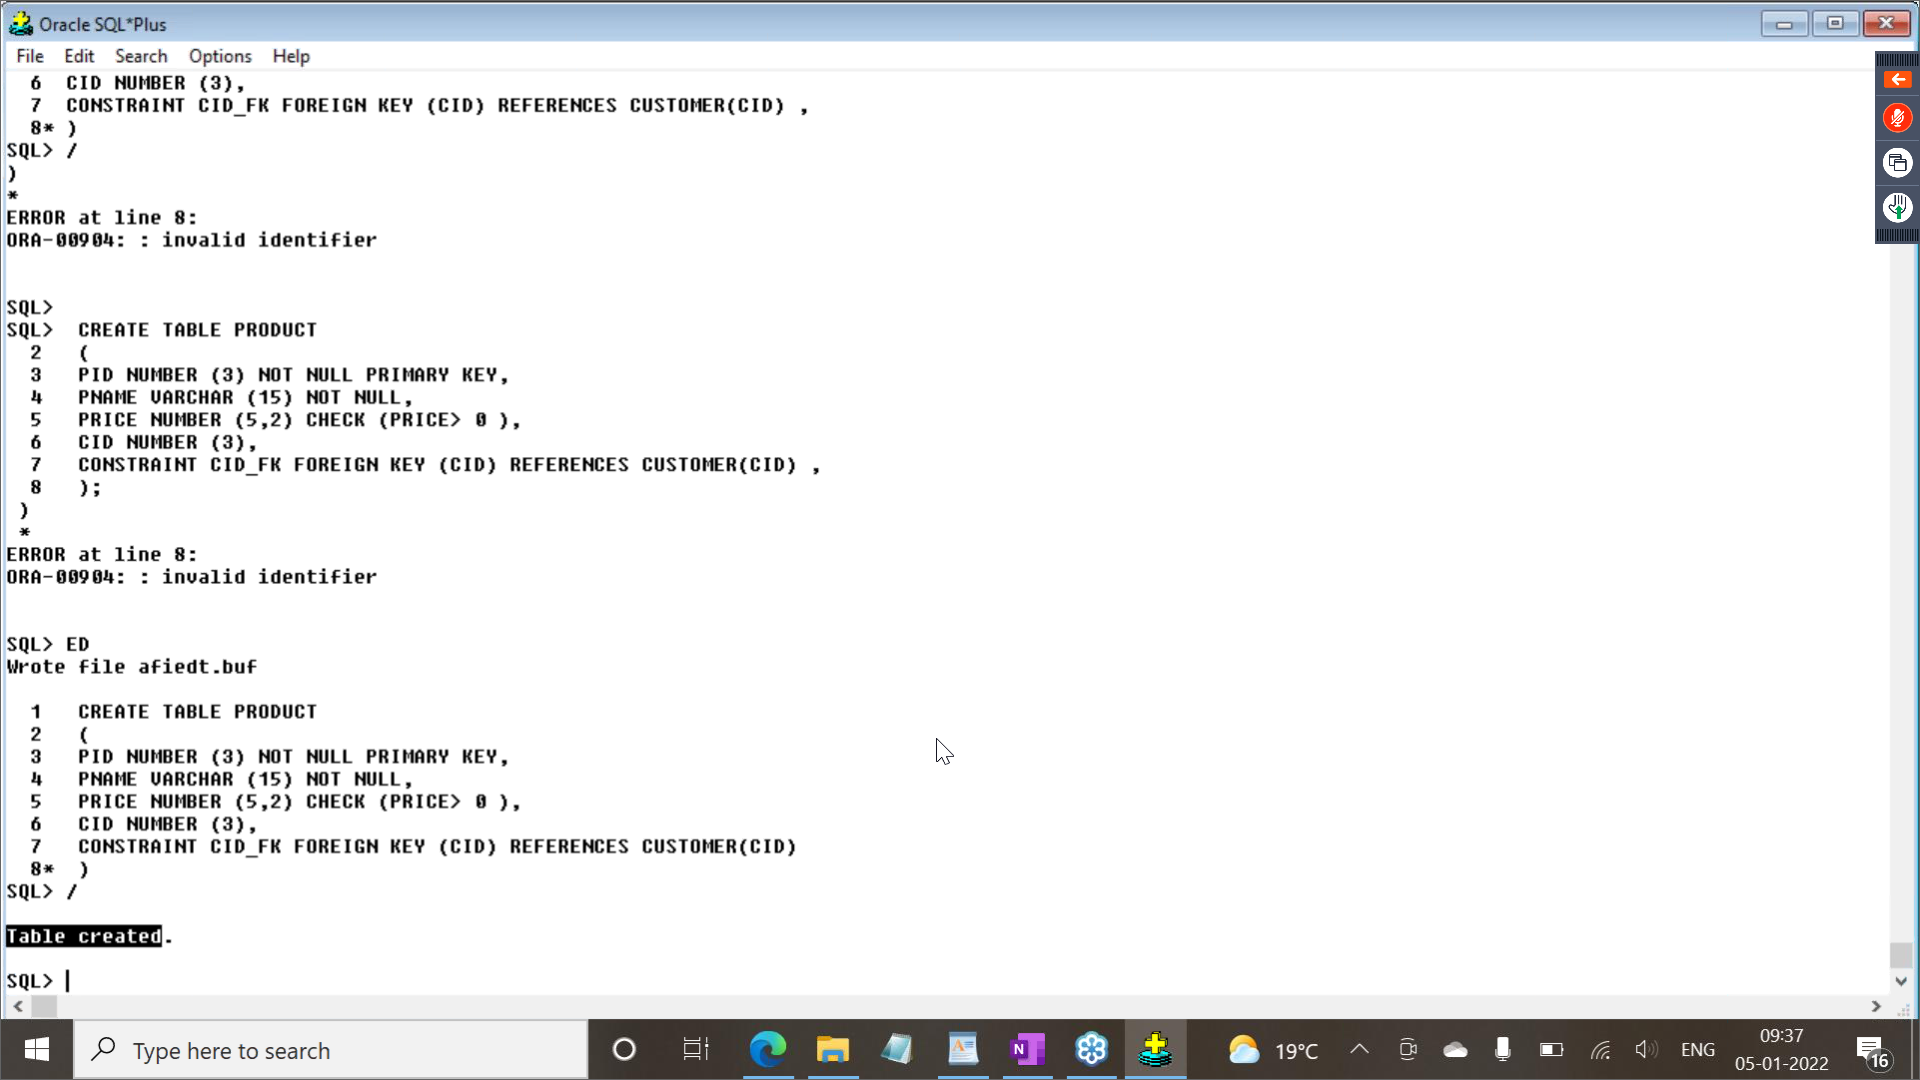 Oracle SQL*Plus
File Edit Search Options Help
6 CID NUMBER (3),
7 CONSTRAINT CID_FK FOREIGN KEY (CID) REFERENCES CUSTOMER(CID) ,
8* )
SQL> /
)
*
ERROR at line 8:
ORA-00904: : invalid identifier
SQL>
SQL> CREATE TABLE PRODUCT
2 (
3 PID NUMBER (3) NOT NULL PRIMARY KEY,
4 PNAME VARCHAR (15) NOT NULL,
5 PRICE NUMBER (5,2) CHECK (PRICE> 0 ),
6 CID NUMBER (3),
7 CONSTRAINT CID_FK FOREIGN KEY (CID) REFERENCES CUSTOMER(CID) ,
8 );
)
*
ERROR at line 8:
ORA-00904: : invalid identifier
SQL> ED
Wrote file afiedt.buf
1 CREATE TABLE PRODUCT
2 (
3 PID NUMBER (3) NOT NULL PRIMARY KEY,
4 PNAME VARCHAR (15) NOT NULL,
5 PRICE NUMBER (5,2) CHECK (PRICE> 0 ),
6 CID NUMBER (3),
7 CONSTRAINT CID_FK FOREIGN KEY (CID) REFERENCES CUSTOMER(CID)
8* )
SQL> /
Table created.
SQL>
Type here to search
N
19°C
ENG
09:37
05-01-2022
16